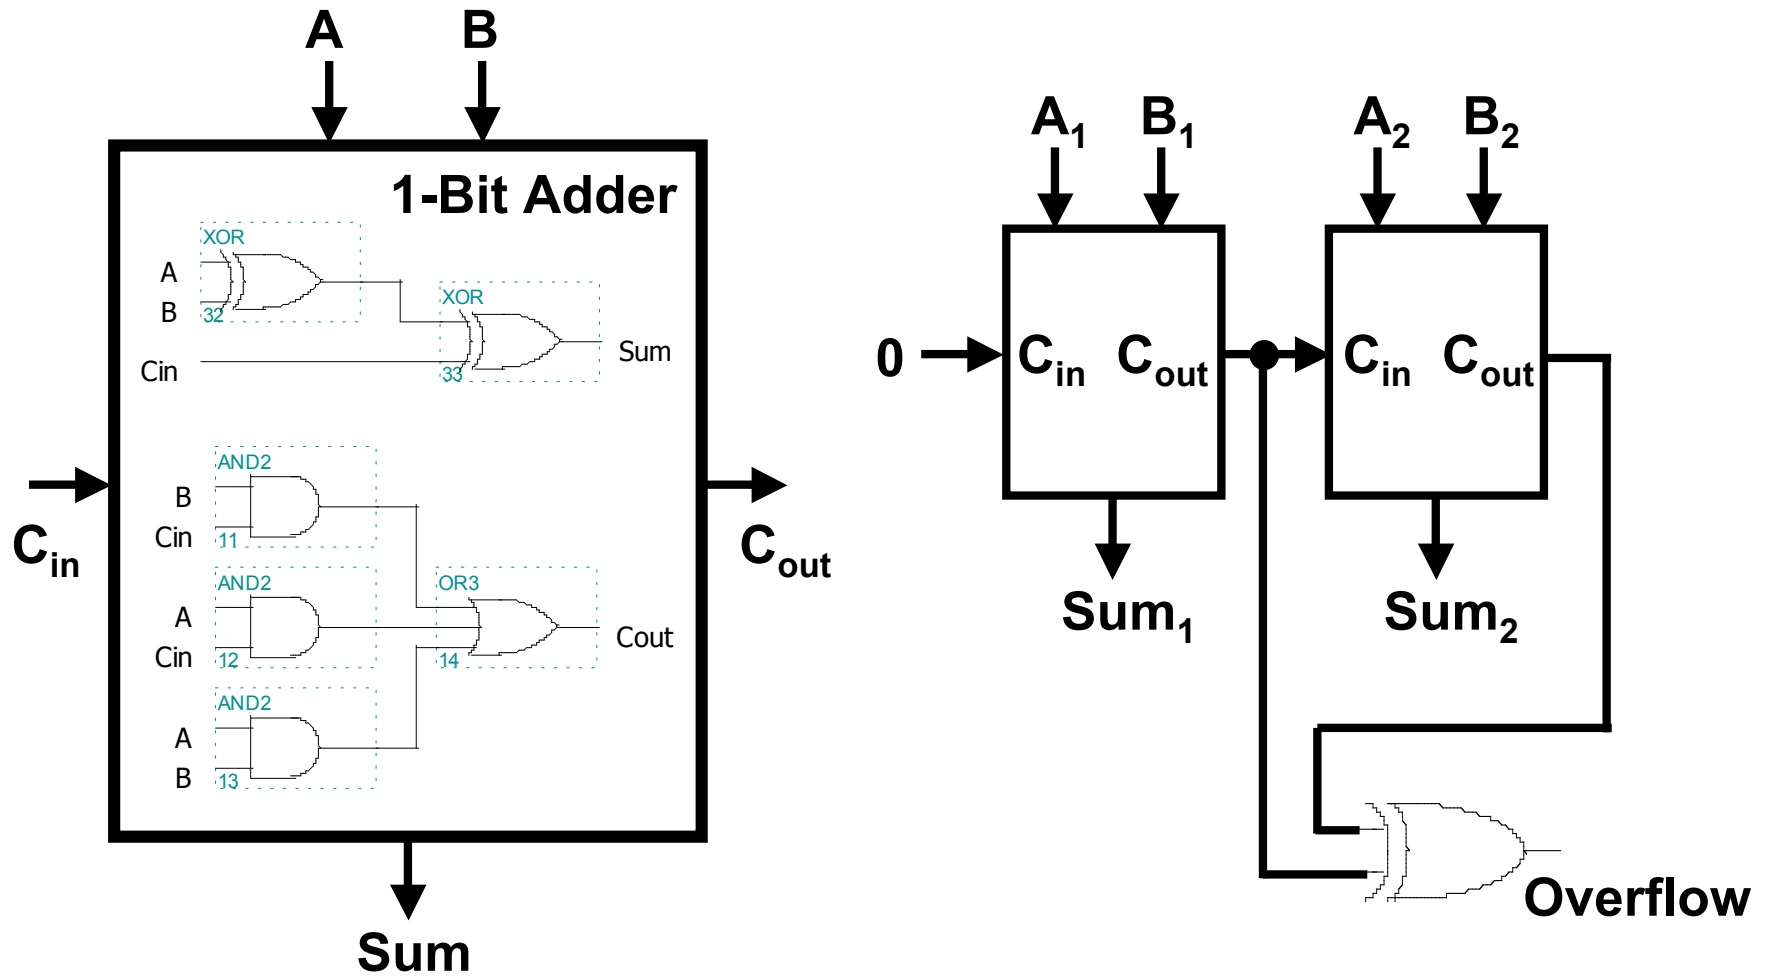 A B
1-Bit Adder
XOR
A
B
32
XOR
Cin
33
Sum
AND2
B
Cin
11
AND2
A
Cin
12
OR3
14
Cout
AND2
A
B
13
Cin
Cout
Sum
A1 B1 A2 B2
0
Cin Cout
Cin Cout
Sum1 Sum2
Overflow